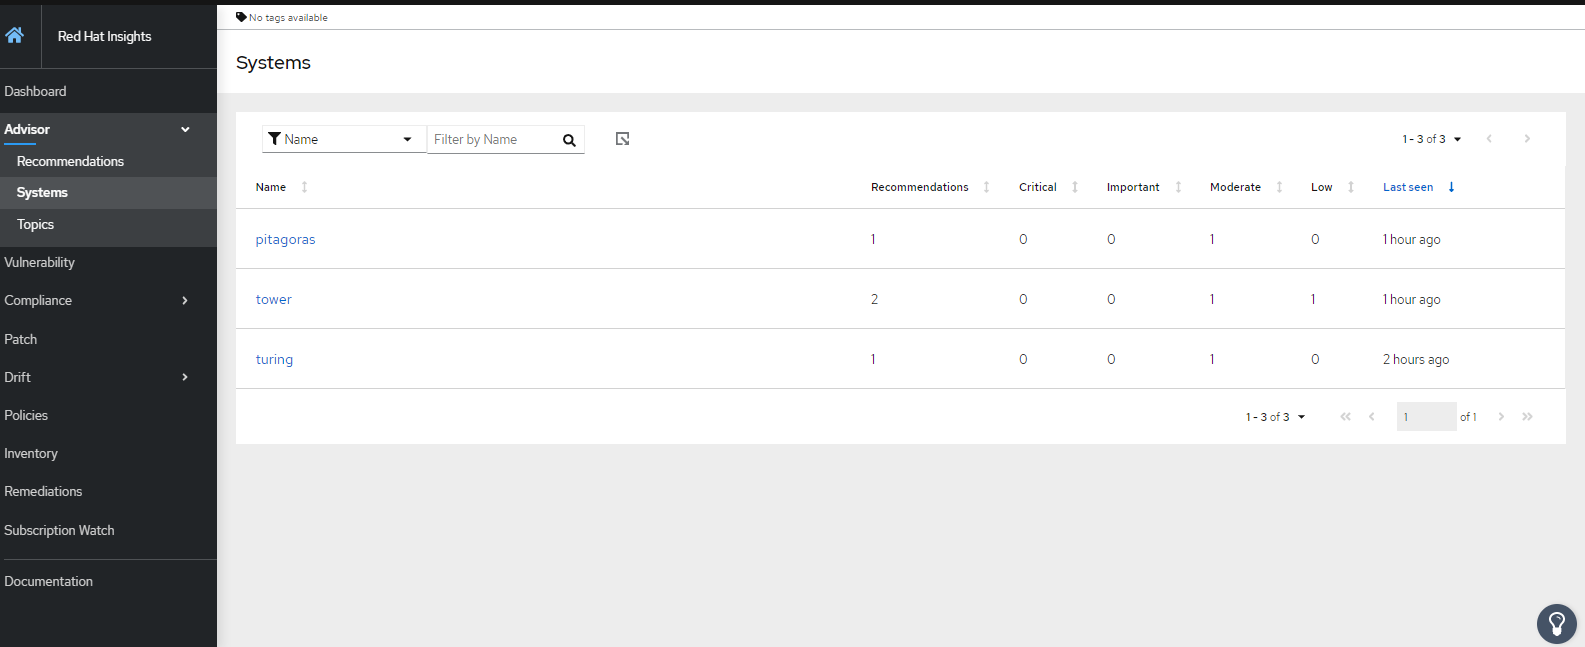 No tags available
Red Hat Insights
Systems
Dashboard
Advisor
Recommendations
Systems
Topics
Vulnerability
Compliance
Patch
Drift
Policies
Inventory
Remediations
Subscription Watch
Documentation
Name Filter by Name 1 - 3 of 3
Name Recommendations Critical Important Moderate Low Last seen
pitagoras 1 0 0 1 0 1 hour ago
tower 2 0 0 1 1 1 hour ago
turing 1 0 0 1 0 2 hours ago
1 - 3 of 3 1 of 1